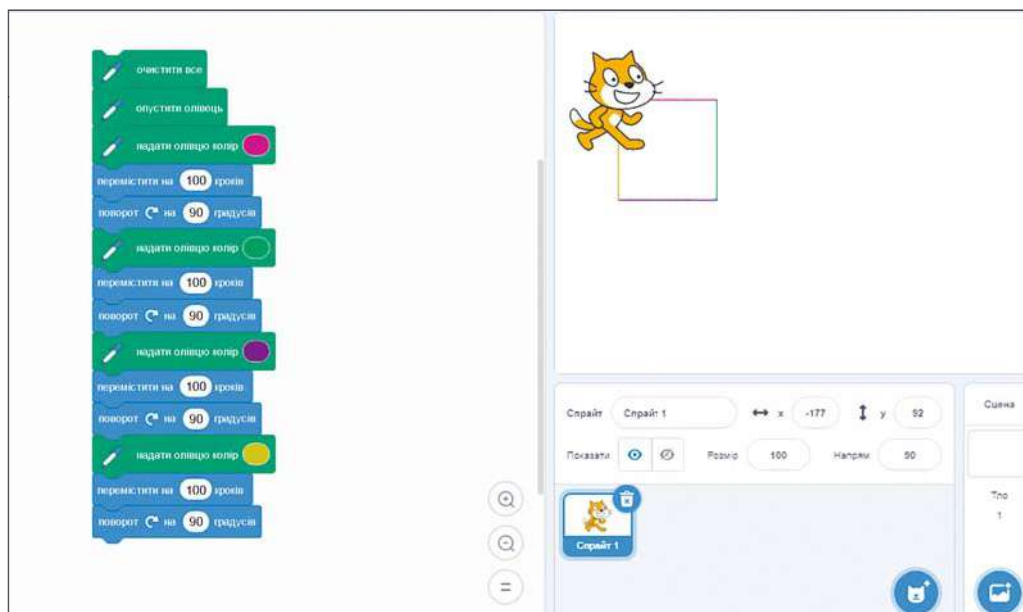 очистити все
опустити олівець
надати олівцю колір
перемістити на 100 кроків
поворот на 90 градусів
надати олівцю колір
перемістити на 100 кроків
поворот на 90 градусів
надати олівцю колір
перемістити на 100 кроків
поворот на 90 градусів
надати олівцю колір
перемістити на 100 кроків
поворот на 90 градусів
Спрайт Спрайт 1 x -177 y 92
Показати Розмір 100 Напрям 90
Спрайт 1
Сцена
Тло
1